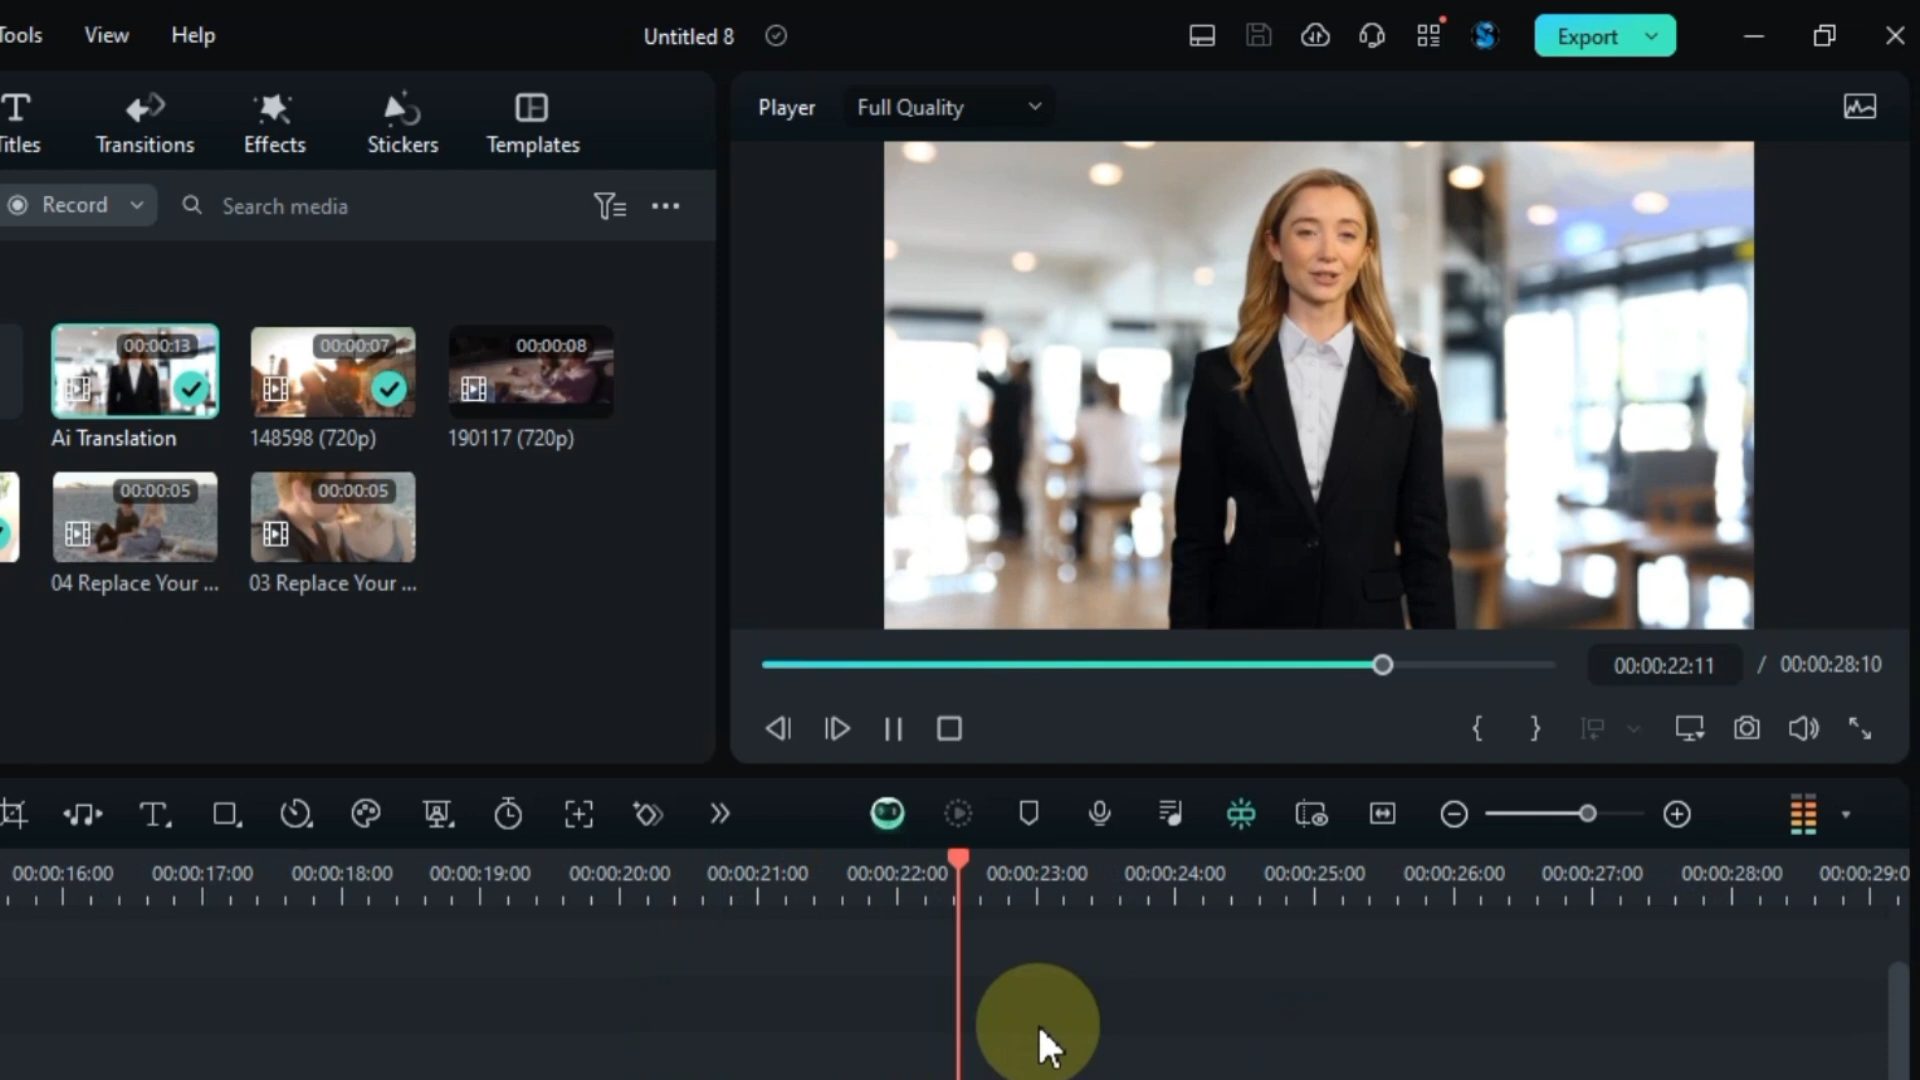 Tools View Help Untitled 8 Export
Titles Transitions Effects Stickers Templates
Record Search media
Player Full Quality
00:00:13 00:00:07 00:00:08
Ai Translation 148598 (720p) 190117 (720p)
00:00:05 00:00:05
04 Replace Your ... 03 Replace Your ...
00:00:22:11 / 00:00:28:10
00:00:16:00 00:00:17:00 00:00:18:00 00:00:19:00 00:00:20:00 00:00:21:00 00:00:22:00 00:00:23:00 00:00:24:00 00:00:25:00 00:00:26:00 00:00:27:00 00:00:28:00 00:00:29:0